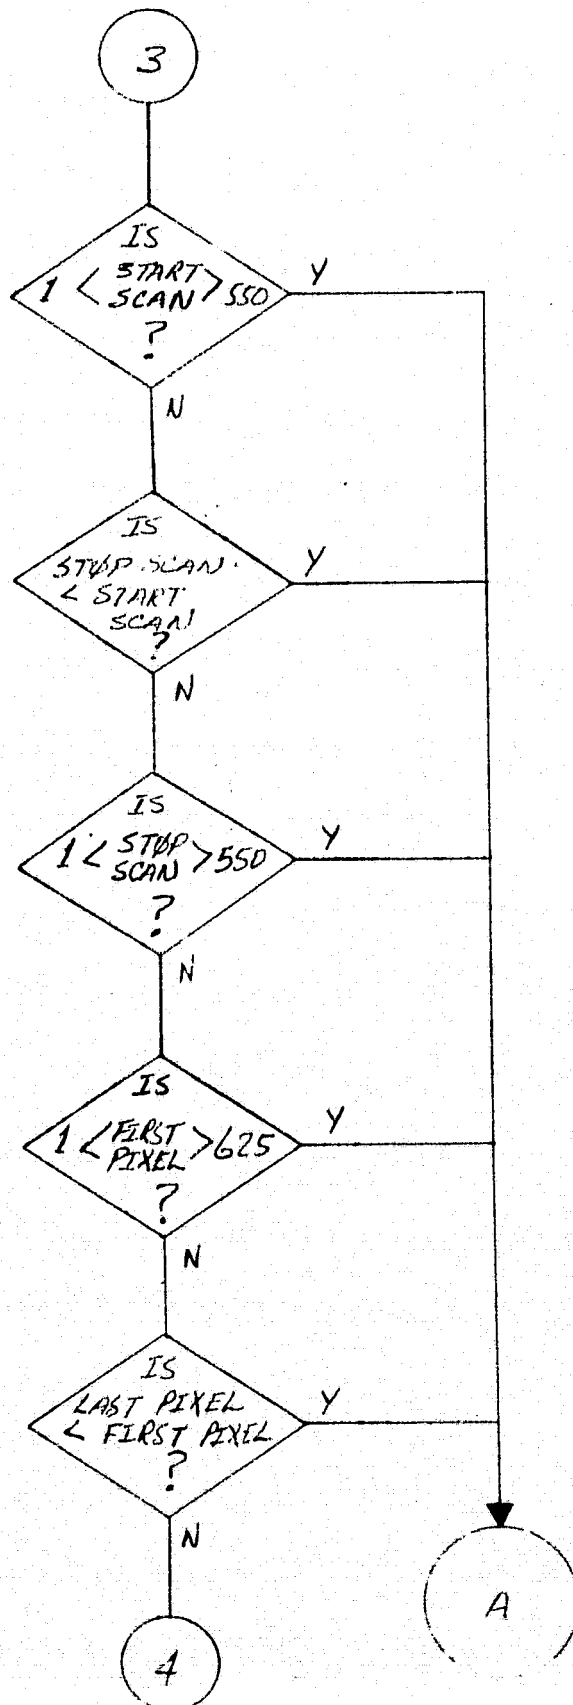 3
IS
1 < START SCAN > 550
?
Y
N
IS
STØP SCAN
< START
SCAN
?
Y
N
IS
1 < STØP SCAN > 550
?
Y
N
IS
1 < FIRST PIXEL > 625
?
Y
N
IS
LAST PIXEL
< FIRST PIXEL
?
Y
N
A
4